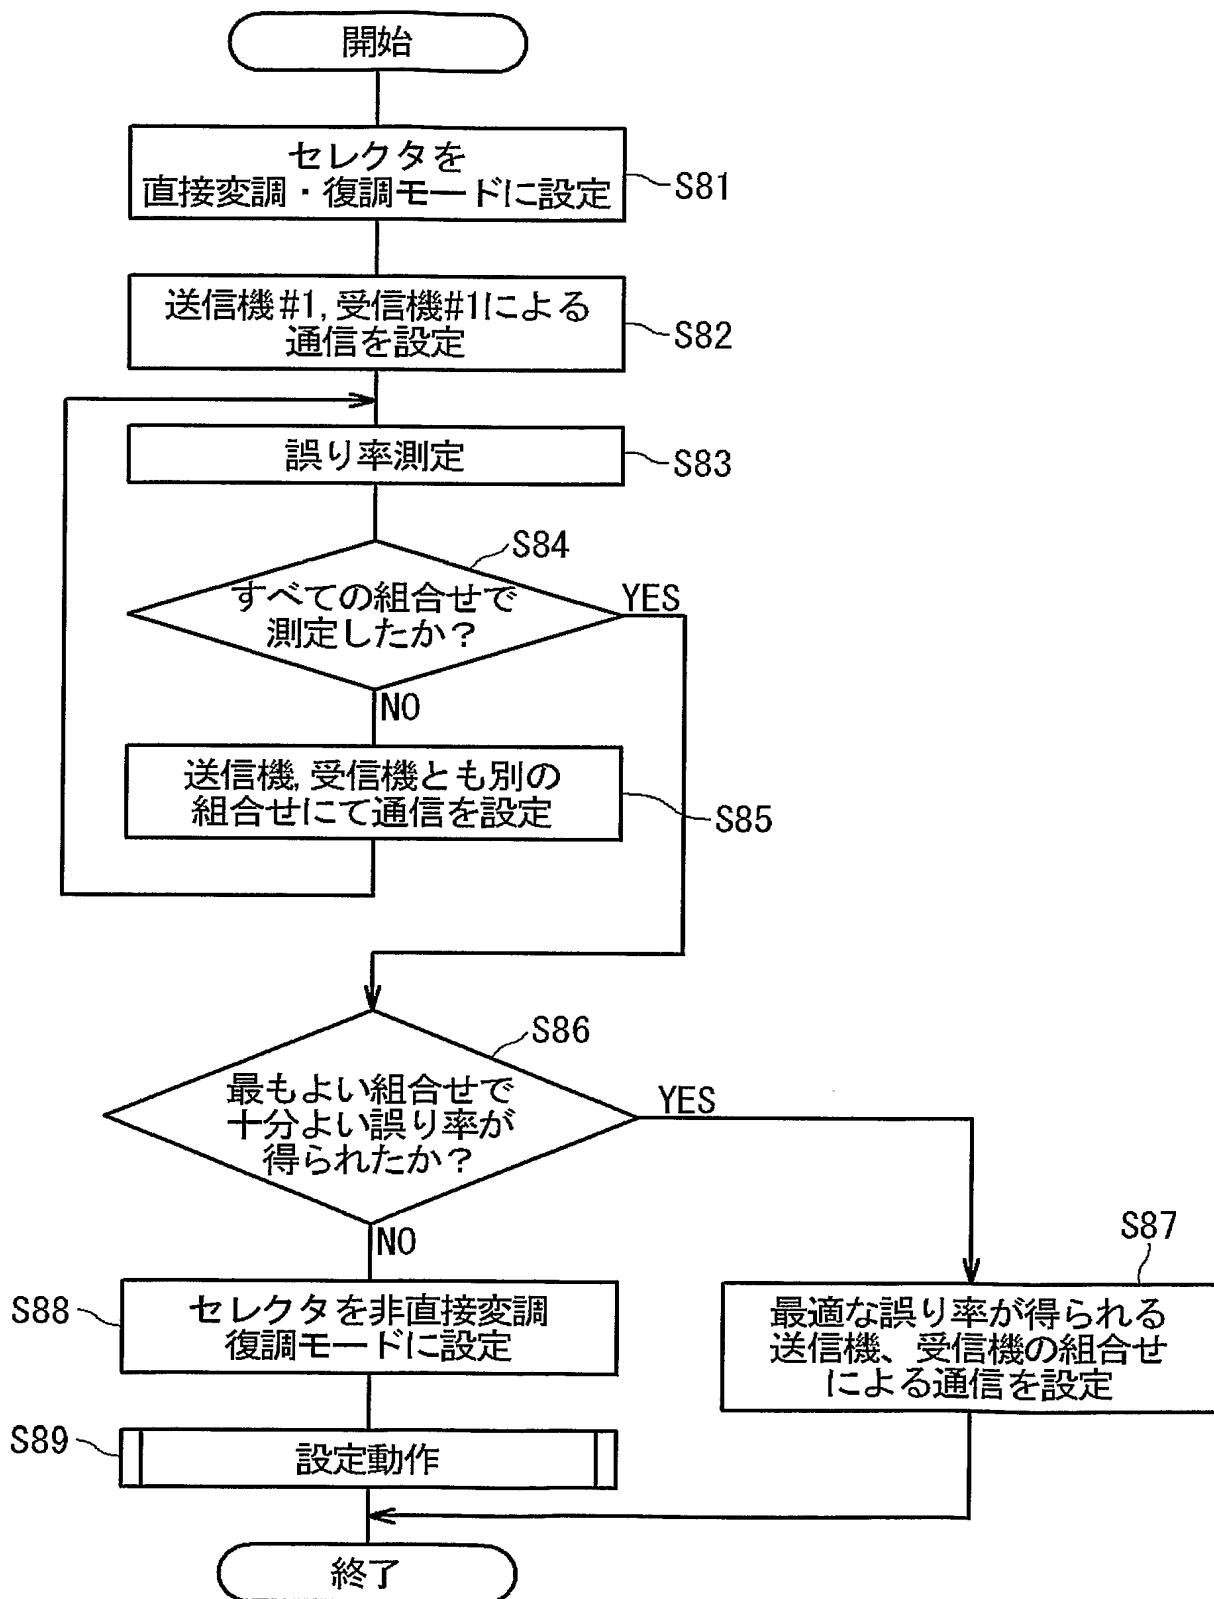 開始
セレクタを
直接変調・復調モードに設定
S81
送信機#1, 受信機#1による
通信を設定
S82
誤り率測定
S83
S84
すべての組合せで
測定したか？
YES
NO
送信機, 受信機とも別の
組合せにて通信を設定
S85
S86
最もよい組合せで
十分よい誤り率が
得られたか？
YES
NO
S87
最適な誤り率が得られる
送信機、受信機の組合せ
による通信を設定
S88
セレクタを非直接変調
復調モードに設定
S89
設定動作
終了